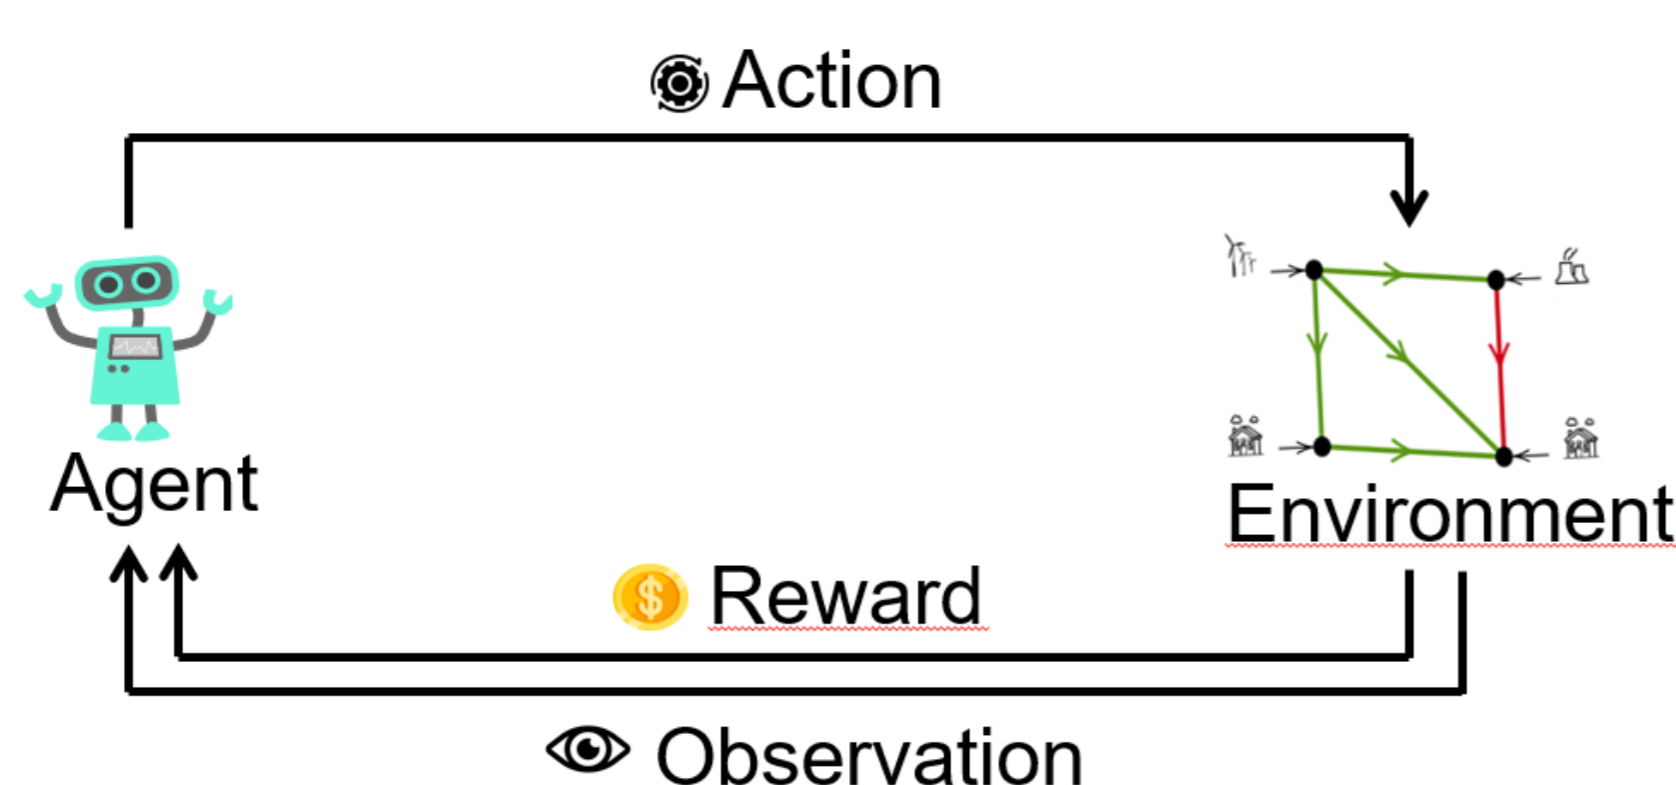 Action
Agent
Environment
$ Reward
Observation